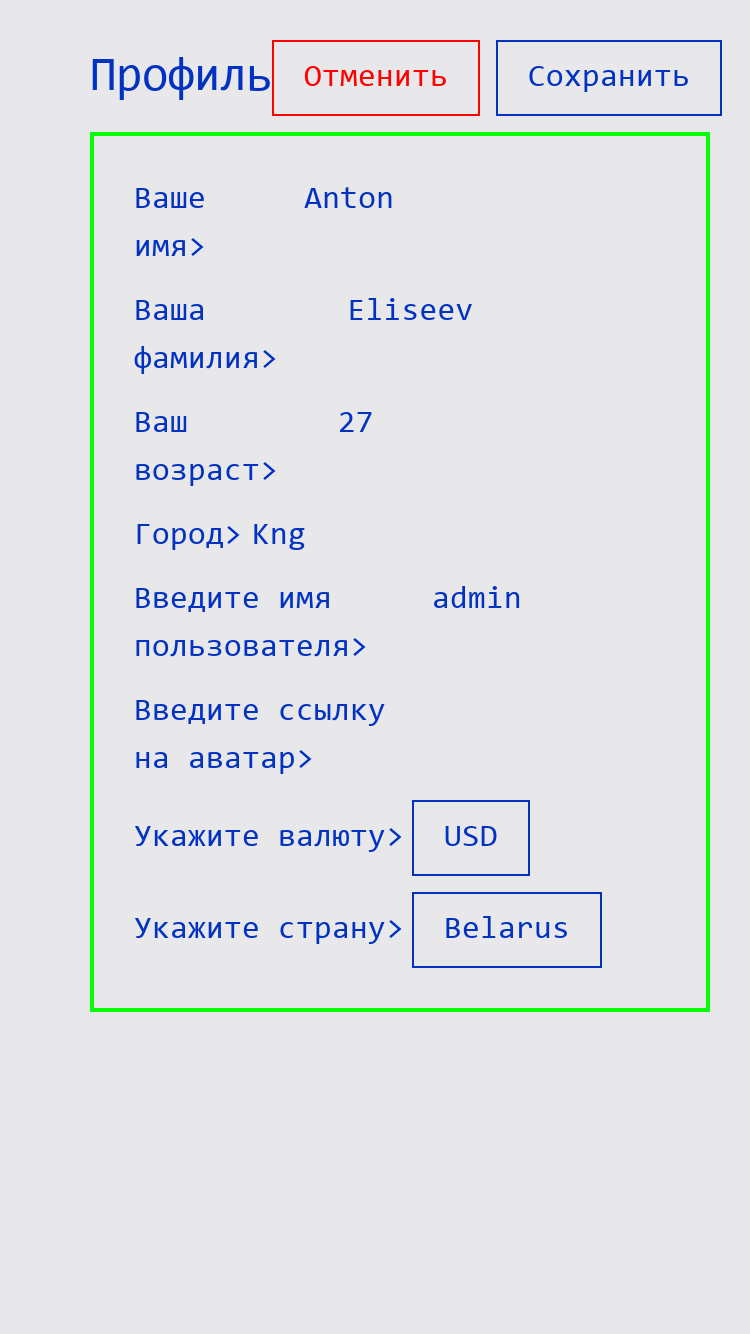 Профиль Отменить Сохранить
Ваше Anton
имя>
Ваша Eliseev
фамилия>
Ваш 27
возраст>
Город> Kng
Введите имя admin
пользователя>
Введите ссылку
на аватар>
Укажите валюту> USD
Укажите страну> Belarus